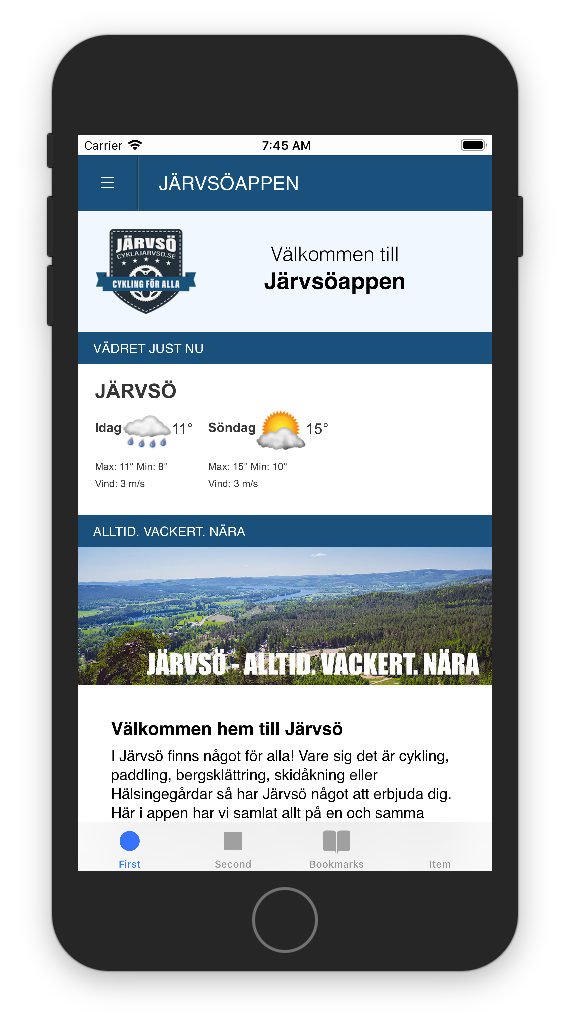 Carrier 7:45 AM
JÄRVSÖAPPEN
JÄRVSÖ
CYKLAJARVSO.SE
CYKLING FÖR ALLA
Välkommen till
Järvsöappen
VÄDRET JUST NU
JÄRVSÖ
Idag 11° Söndag 15°
Max: 11° Min: 8° Max: 15° Min: 10°
Vind: 3 m/s Vind: 3 m/s
ALLTID. VACKERT. NÄRA
JÄRVSÖ - ALLTID. VACKERT. NÄRA
Välkommen hem till Järvsö
I Järvsö finns något för alla! Vare sig det är cykling,
paddling, bergsklättring, skidåkning eller
Hälsingegårdar så har Järvsö något att erbjuda dig.
Här i appen har vi samlat allt på en och samma
First Second Bookmarks Item